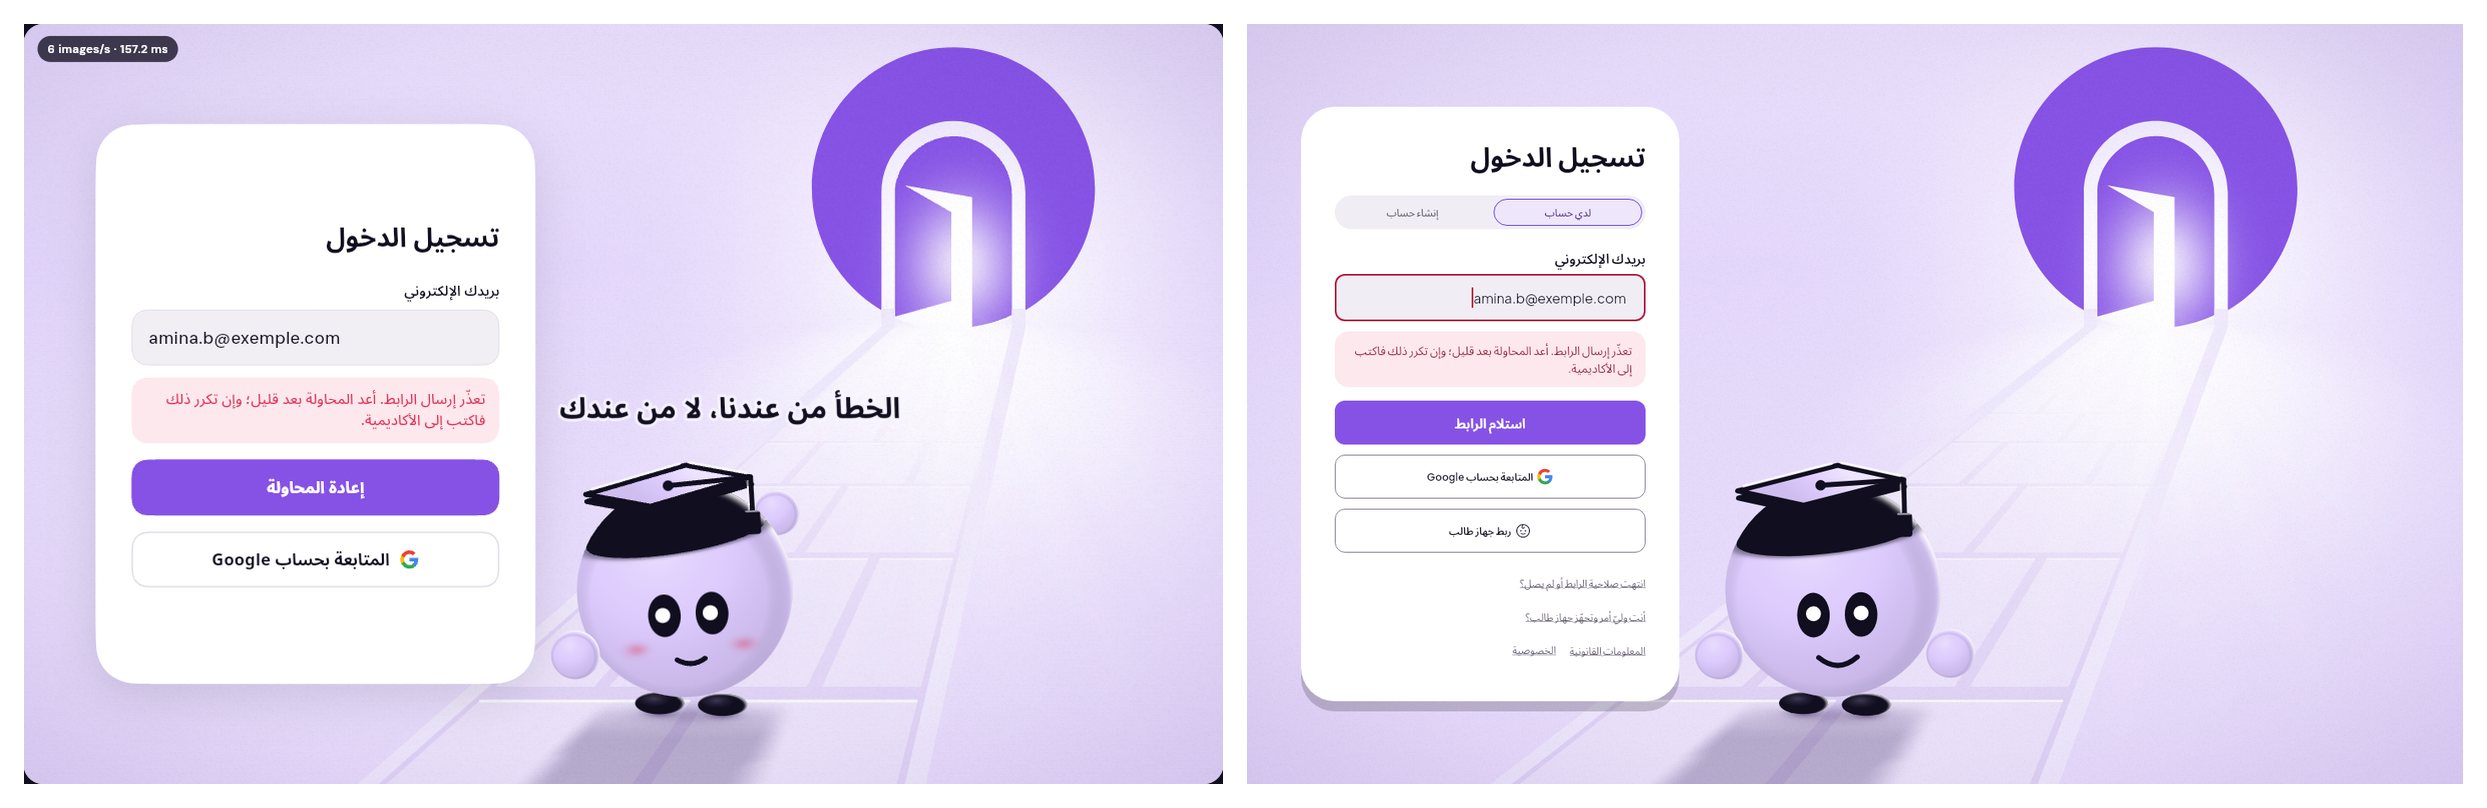 6 images/s · 157.2 ms
تسجيل الدخول
بريدك الإلكتروني
amina.b@exemple.com
تعذّر إرسال الرابط. أعد المحاولة بعد قليل؛ وإن تكرر ذلك
فاكتب إلى الأكاديمية.
إعادة المحاولة
المتابعة بحساب Google
الخطأ من عندنا، لا من عندك
تسجيل الدخول
لدي حساب
إنشاء حساب
بريدك الإلكتروني
amina.b@exemple.com
تعذّر إرسال الرابط. أعد المحاولة بعد قليل؛ وإن تكرر ذلك فاكتب
إلى الأكاديمية.
استلام الرابط
المتابعة بحساب Google
ربط جهاز طالب
انتهت صلاحية الرابط أو لم يصل؟
أنت وليّ أمر وتجهّز جهاز طالب؟
المعلومات القانونية الخصوصية